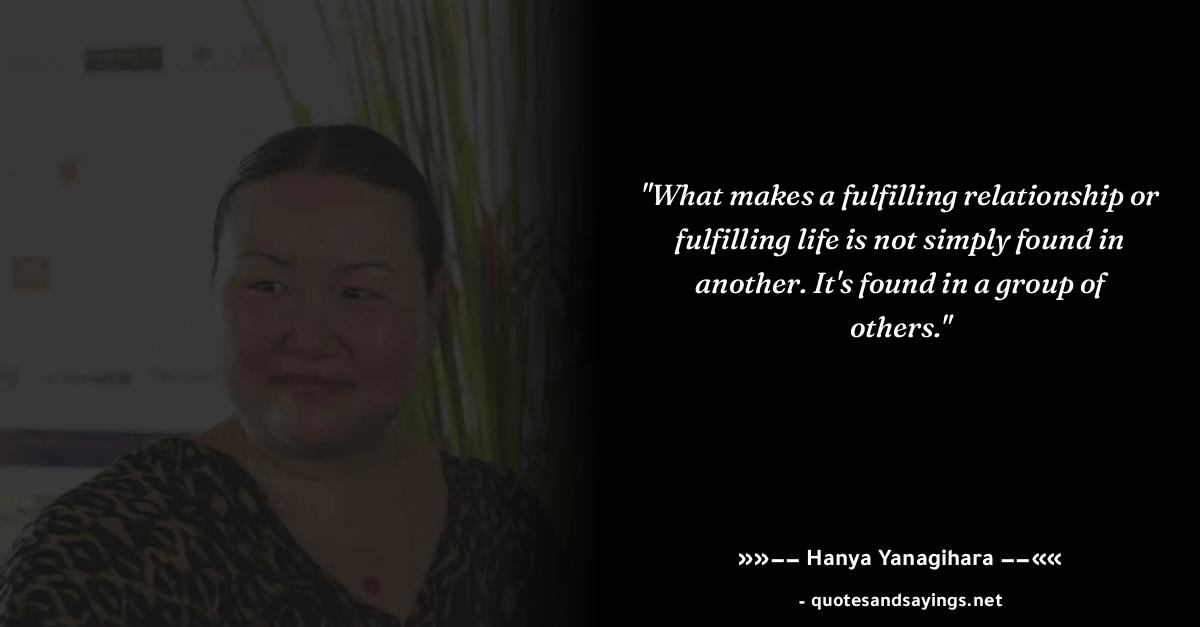 "What makes a fulfilling relationship or
fulfilling life is not simply found in
another. It's found in a group of
others."
»»−− Hanya Yanagihara −−««
- quotesandsayings.net